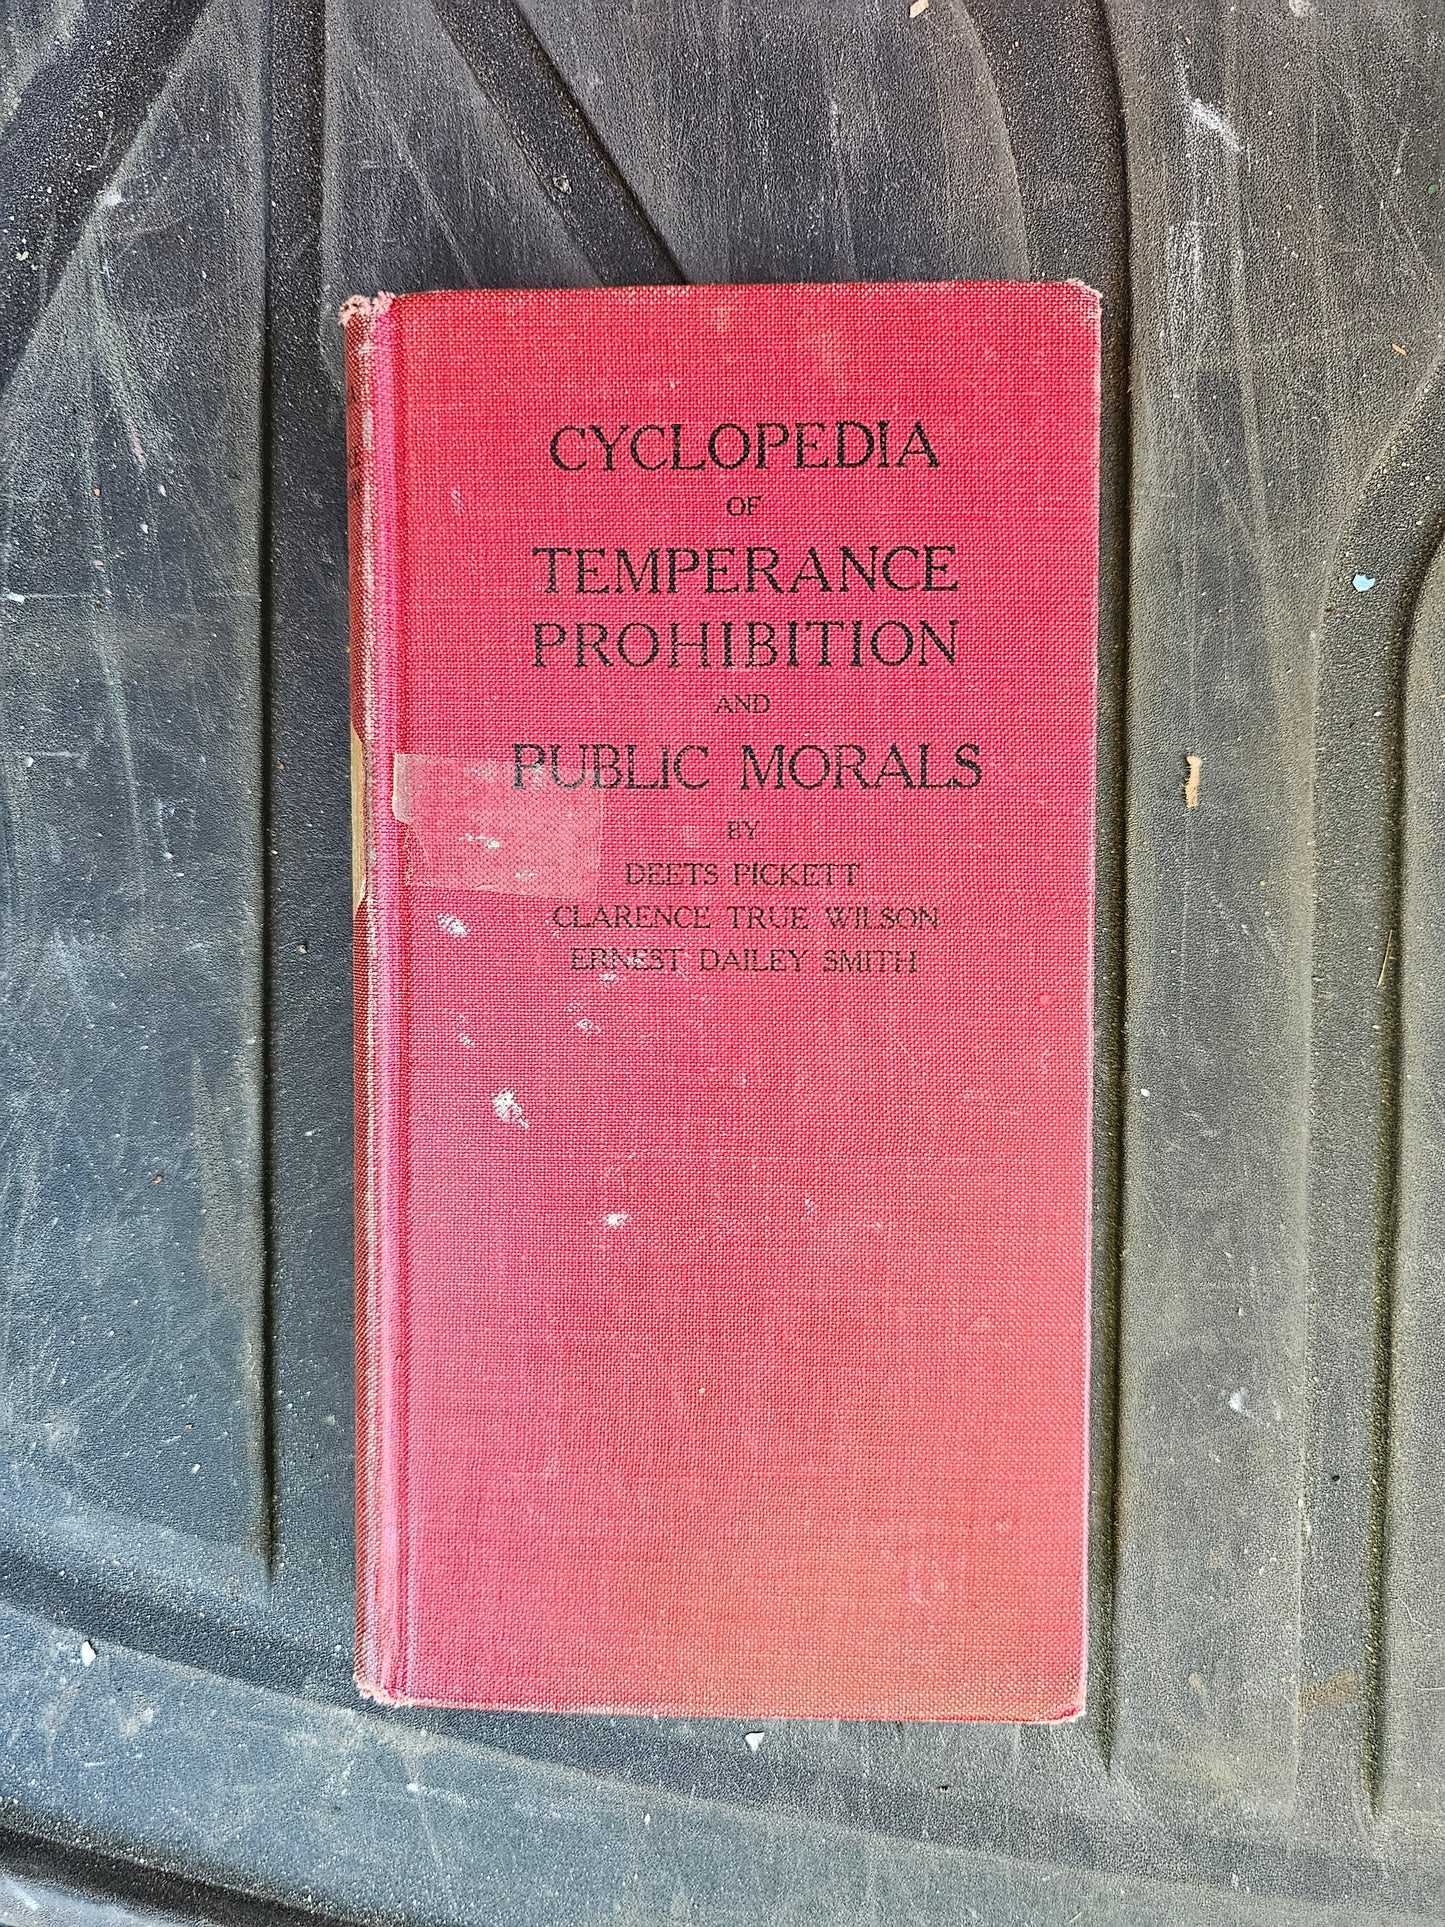 CYCLOPEDIA
OF
TEMPERANCE
PROHIBITION
AND
PUBLIC MORALS
BY
DEETS PICKETT
CLARENCE TRUE WILSON
ERNEST DAILEY SMITH